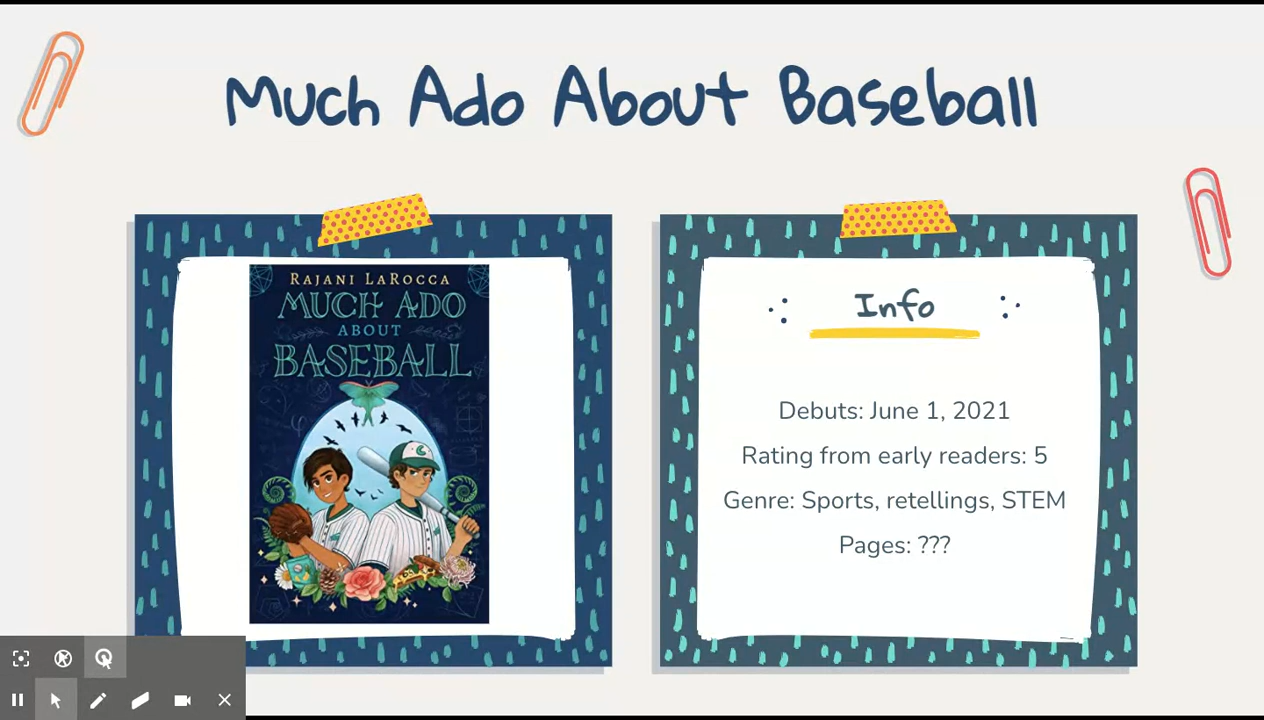 Much Ado About Baseball
RAJANI LAROCCA
MUCH ADO
ABOUT
BASEBALL
Info
Debuts: June 1, 2021
Rating from early readers: 5
Genre: Sports, retellings, STEM
Pages: ???